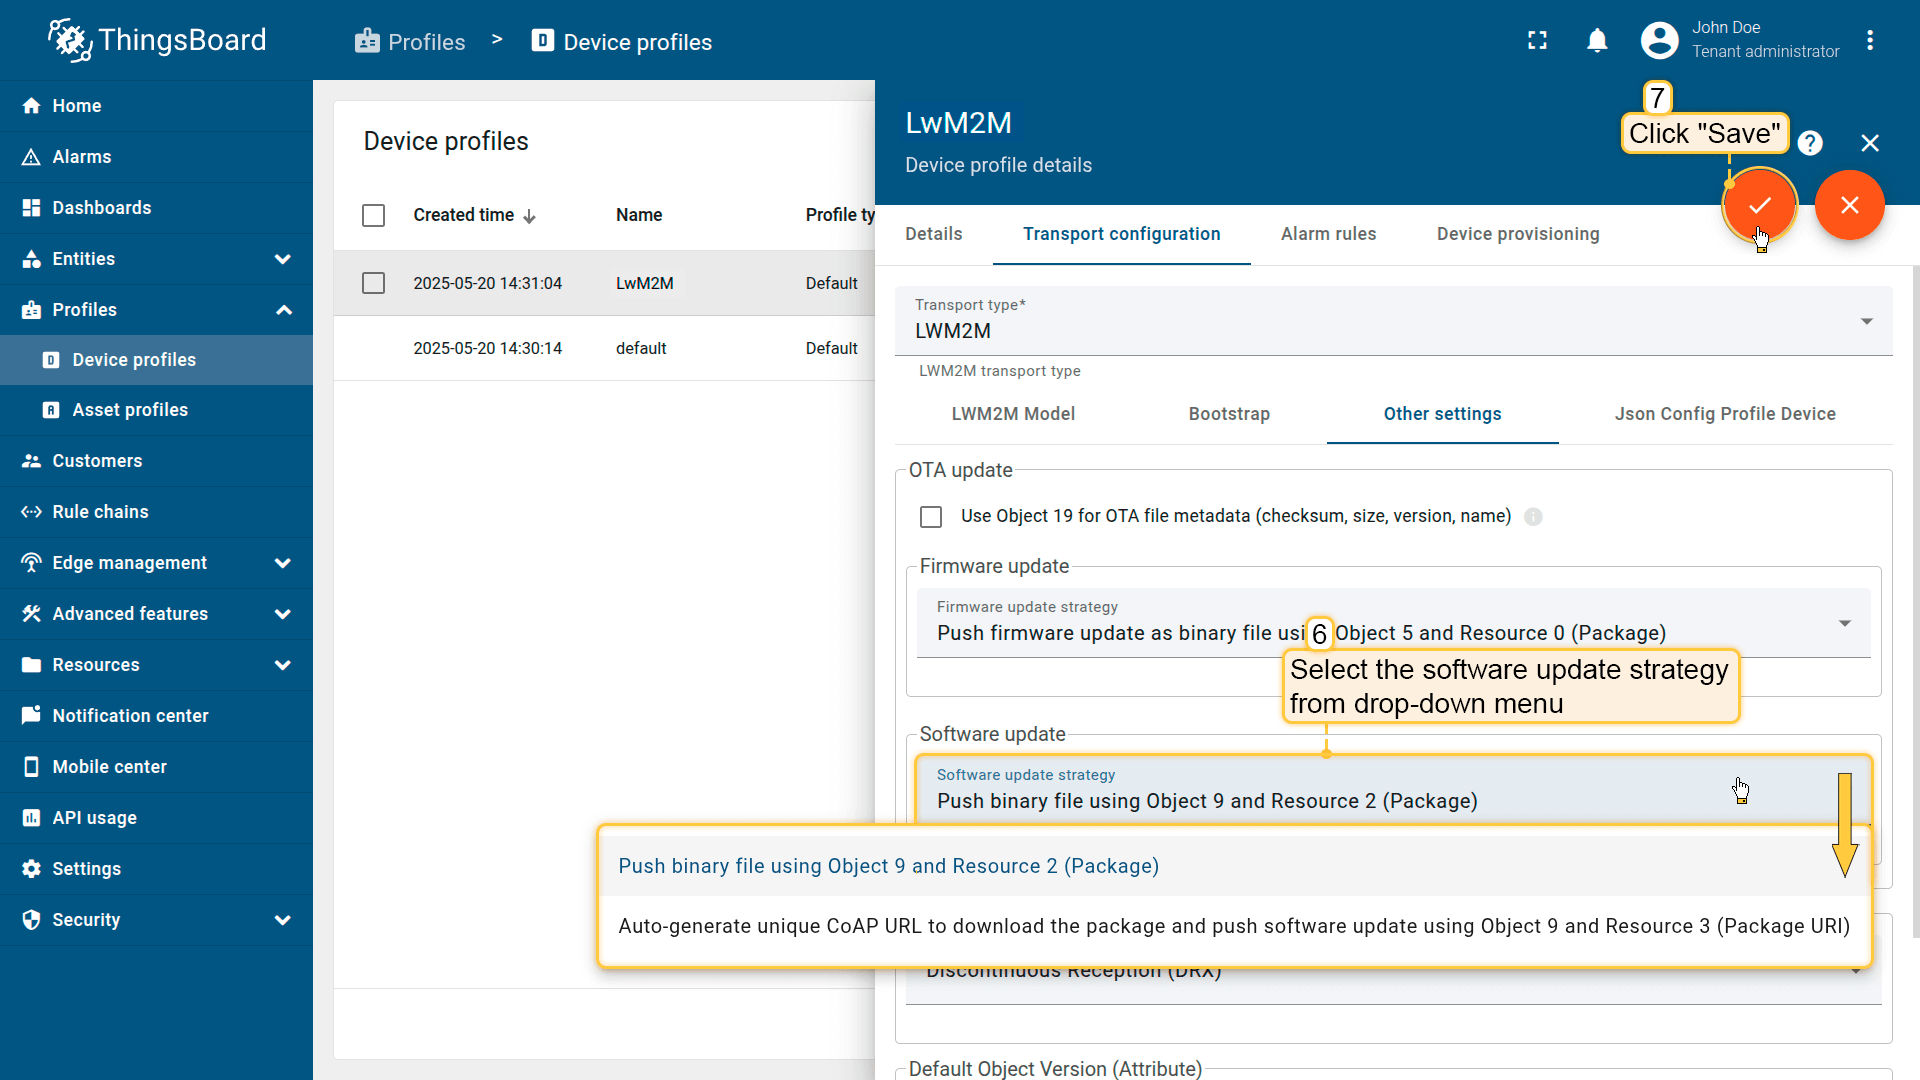 ThingsBoard
Profiles > Device profiles
John Doe
Tenant administrator
Home
Alarms
Dashboards
Entities
Profiles
Device profiles
Asset profiles
Customers
Rule chains
Edge management
Advanced features
Resources
Notification center
Mobile center
API usage
Settings
Security
Device profiles
Created time Name Profile ty
2025-05-20 14:31:04 LwM2M Default
2025-05-20 14:30:14 default Default
LwM2M
Device profile details
7
Click "Save"
Details Transport configuration Alarm rules Device provisioning
Transport type*
LWM2M
LWM2M transport type
LWM2M Model Bootstrap Other settings Json Config Profile Device
OTA update
Use Object 19 for OTA file metadata (checksum, size, version, name)
Firmware update
Firmware update strategy
Push firmware update as binary file usi 6 Object 5 and Resource 0 (Package)
Select the software update strategy
from drop-down menu
Software update
Software update strategy
Push binary file using Object 9 and Resource 2 (Package)
Push binary file using Object 9 and Resource 2 (Package)
Auto-generate unique CoAP URL to download the package and push software update using Object 9 and Resource 3 (Package URI)
Discontinuous Reception (DRX)
Default Object Version (Attribute)